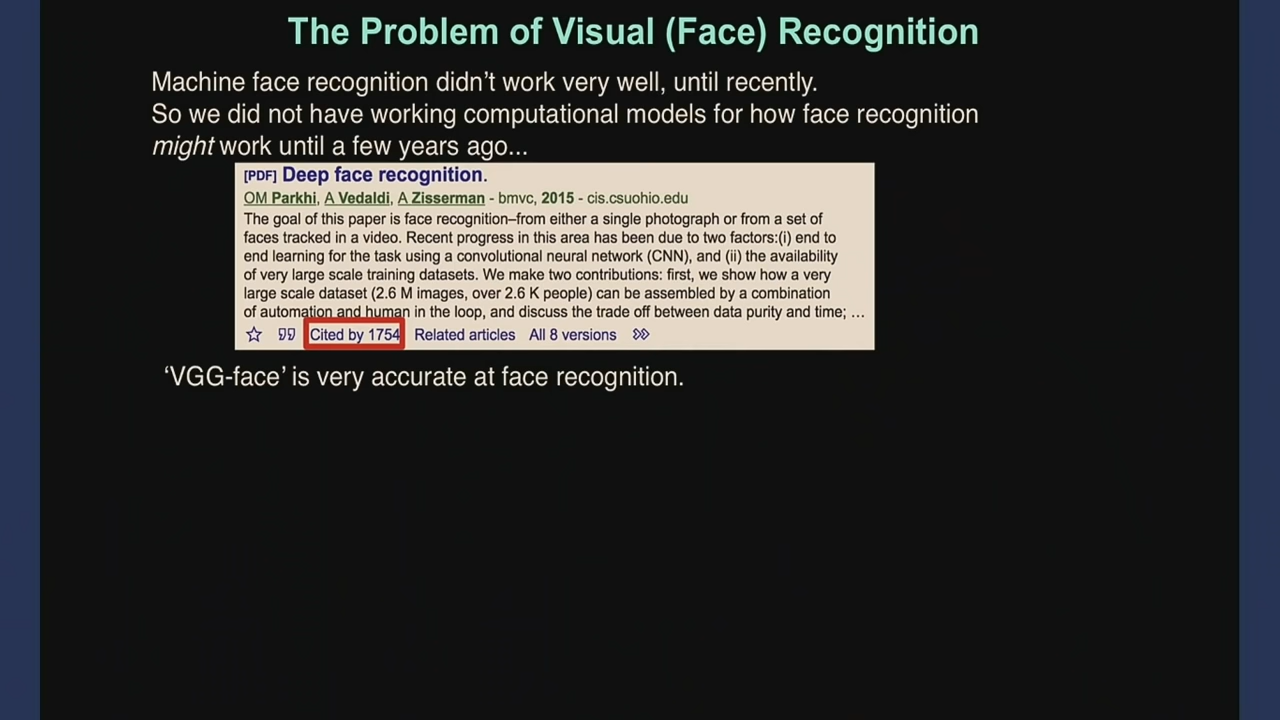 The Problem of Visual (Face) Recognition
Machine face recognition didn't work very well, until recently.
So we did not have working computational models for how face recognition
might work until a few years ago...
[PDF] Deep face recognition.
OM Parkhi, A Vedaldi, A Zisserman - bmvc, 2015 - cis.csuohio.edu
The goal of this paper is face recognition–from either a single photograph or from a set of
faces tracked in a video. Recent progress in this area has been due to two factors:(i) end to
end learning for the task using a convolutional neural network (CNN), and (ii) the availability
of very large scale training datasets. We make two contributions: first, we show how a very
large scale dataset (2.6 M images, over 2.6 K people) can be assembled by a combination
of automation and human in the loop, and discuss the trade off between data purity and time; ...
Cited by 1754 Related articles All 8 versions
‘VGG-face’ is very accurate at face recognition.